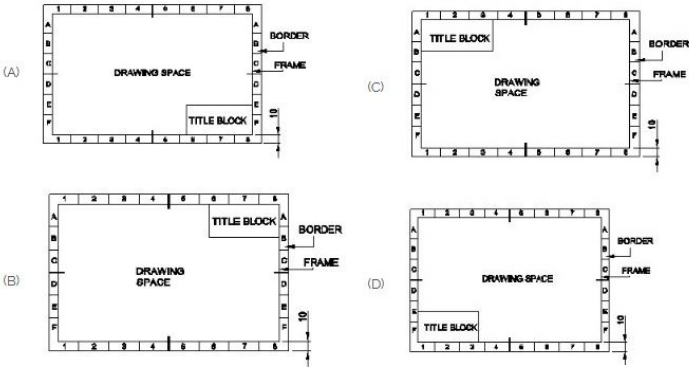 (A)
1 2 3 4 5 6 7 8
A A
B B
C C
D D
E E
F F
DRAWING SPACE
TITLE BLOCK
1 2 3 4 5 6 7 8
BORDER
FRAME
10
(C)
1 2 3 4 5 6 7 8
A A
B B
C C
D D
E E
F F
TITLE BLOCK
DRAWING
SPACE
1 2 3 4 5 6 7 8
BORDER
FRAME
10
(B)
1 2 3 4 5 6 7 8
A A
B B
C C
D D
E E
F F
TITLE BLOCK
DRAWING
SPACE
1 2 3 4 5 6 7 8
BORDER
FRAME
10
(D)
1 2 3 4 5 6 7 8
A A
B B
C C
D D
E E
F F
DRAWING SPACE
TITLE BLOCK
1 2 3 4 5 6 7 8
BORDER
FRAME
10